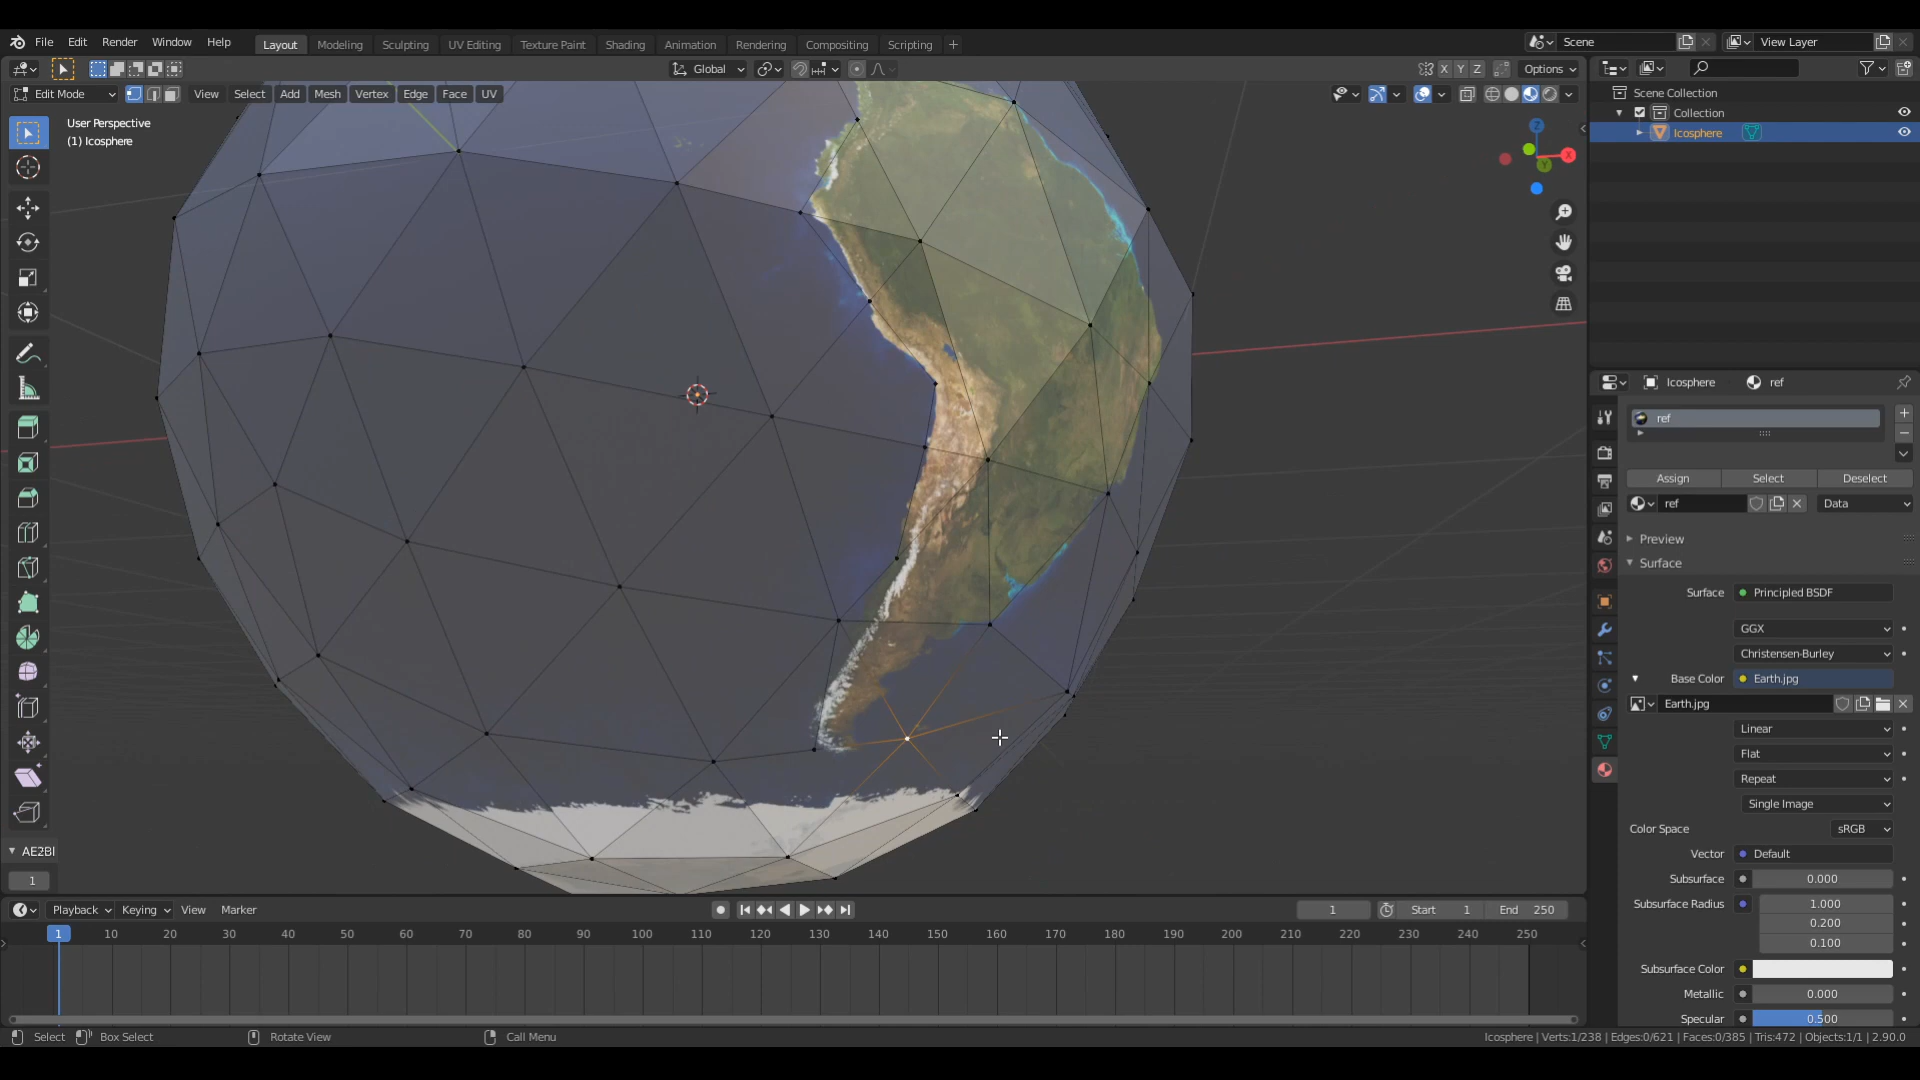 File Edit Render Window Help Layout Modeling Sculpting UV Editing Texture Paint Shading Animation Rendering Compositing Scripting + Scene View Layer
Global X Y Z Options
Edit Mode View Select Add Mesh Vertex Edge Face UV
Scene Collection
Collection
Icosphere
User Perspective
(1) Icosphere
Z
X
Y
Icosphere ref
ref
Assign Select Deselect
ref Data
Preview
Surface
Surface Principled BSDF
GGX
Christensen-Burley
Base Color Earth.jpg
Earth.jpg
Linear
Flat
Repeat
Single Image
Color Space sRGB
Vector Default
Subsurface 0.000
Subsurface Radius 1.000
0.200
0.100
Subsurface Color
Metallic 0.000
Specular 0.500
AE2Bl
1
Playback Keying View Marker 1 Start 1 End 250
1 10 20 30 40 50 60 70 80 90 100 110 120 130 140 150 160 170 180 190 200 210 220 230 240 250
Select Box Select Rotate View Call Menu Icosphere | Verts:1/238 | Edges:0/621 | Faces:0/385 | Tris:472 | Objects:1/1 | 2.90.0